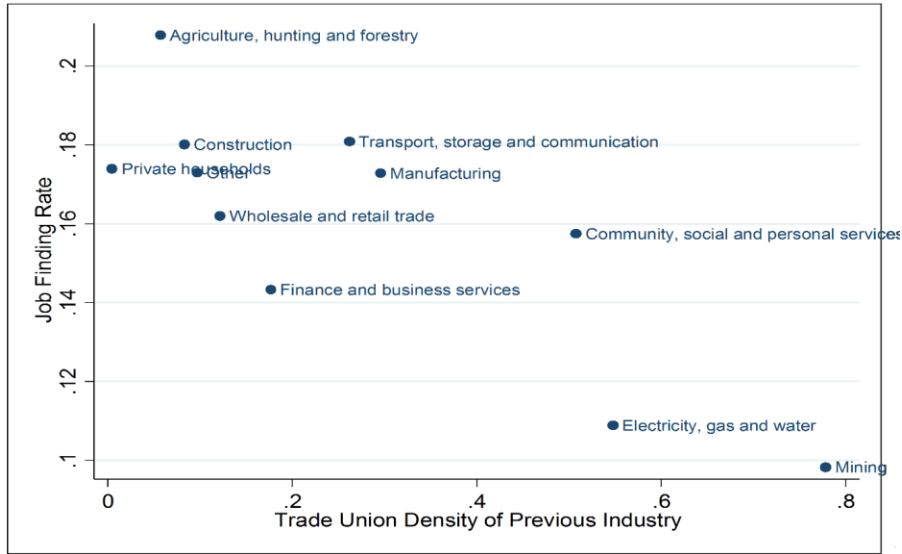 Job Finding Rate
.2
.18
.16
.14
.12
.1
Agriculture, hunting and forestry
Construction
Transport, storage and communication
Private households
Other
Manufacturing
Wholesale and retail trade
Community, social and personal services
Finance and business services
Electricity, gas and water
Mining
0
.2
.4
.6
.8
Trade Union Density of Previous Industry